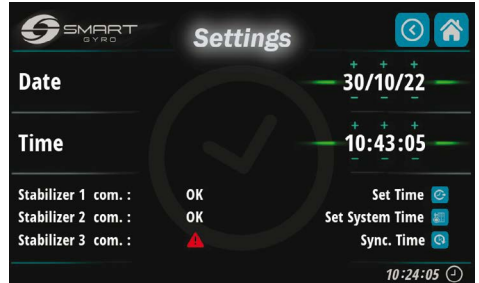 SMART
GYRO
Settings
Date
+ + +
30/10/22
− − −
Time
+ + +
10:43:05
− − −
Stabilizer 1 com. : OK Set Time
Stabilizer 2 com. : OK Set System Time
Stabilizer 3 com. : Sync. Time
10:24:05